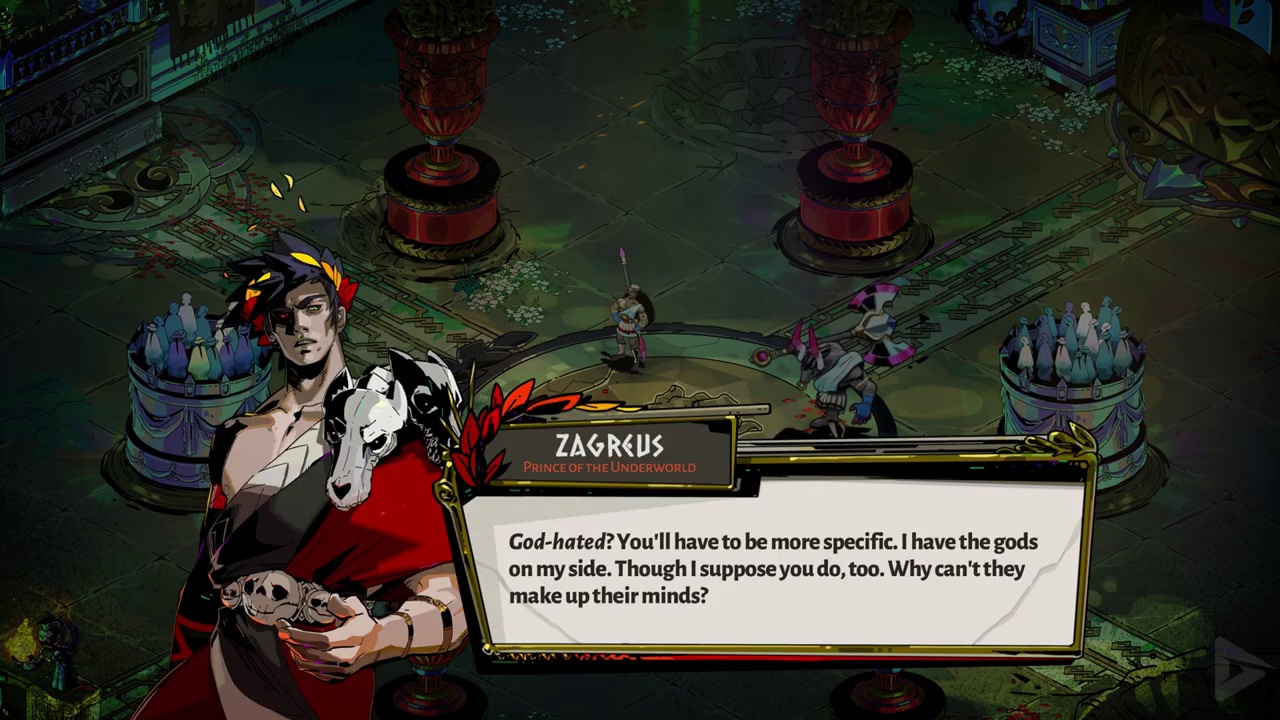 ZAGREUS
PRINCE OF THE UNDERWORLD
God-hated? You'll have to be more specific. I have the gods
on my side. Though I suppose you do, too. Why can't they
make up their minds?